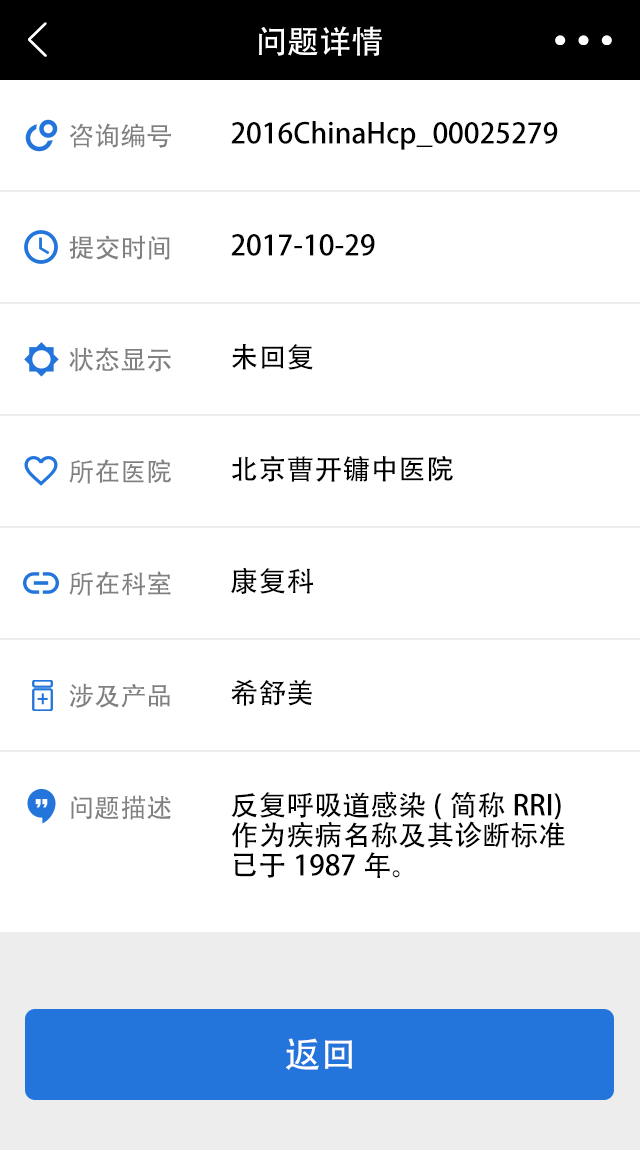 问题详情
咨询编号 2016ChinaHcp_00025279
提交时间 2017-10-29
状态显示 未回复
所在医院 北京曹开镛中医院
所在科室 康复科
涉及产品 希舒美
问题描述 反复呼吸道感染 ( 简称 RRI)
作为疾病名称及其诊断标准
已于 1987 年。
返回